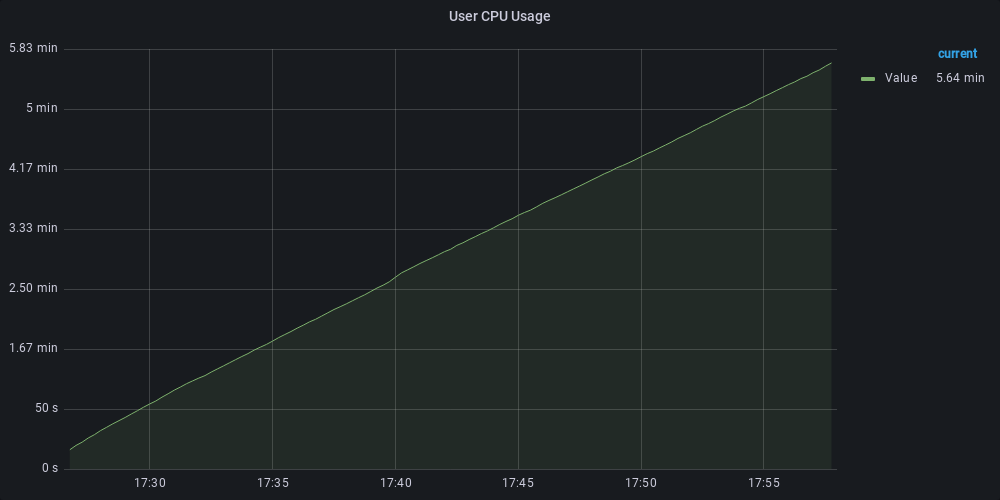 User CPU Usage
5.83 min
5 min
4.17 min
3.33 min
2.50 min
1.67 min
50 s
0 s
17:30 17:35 17:40 17:45 17:50 17:55
current
Value 5.64 min